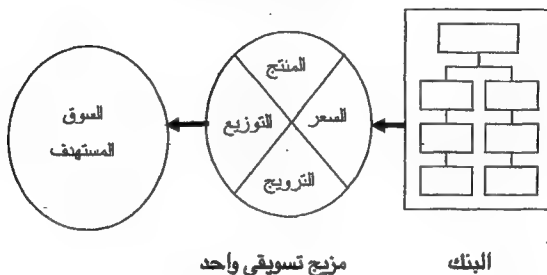 المنتج
السعر
التوزيع
الترويج
السوق
المستهدف
البنك
مزيج تسويقي واحد